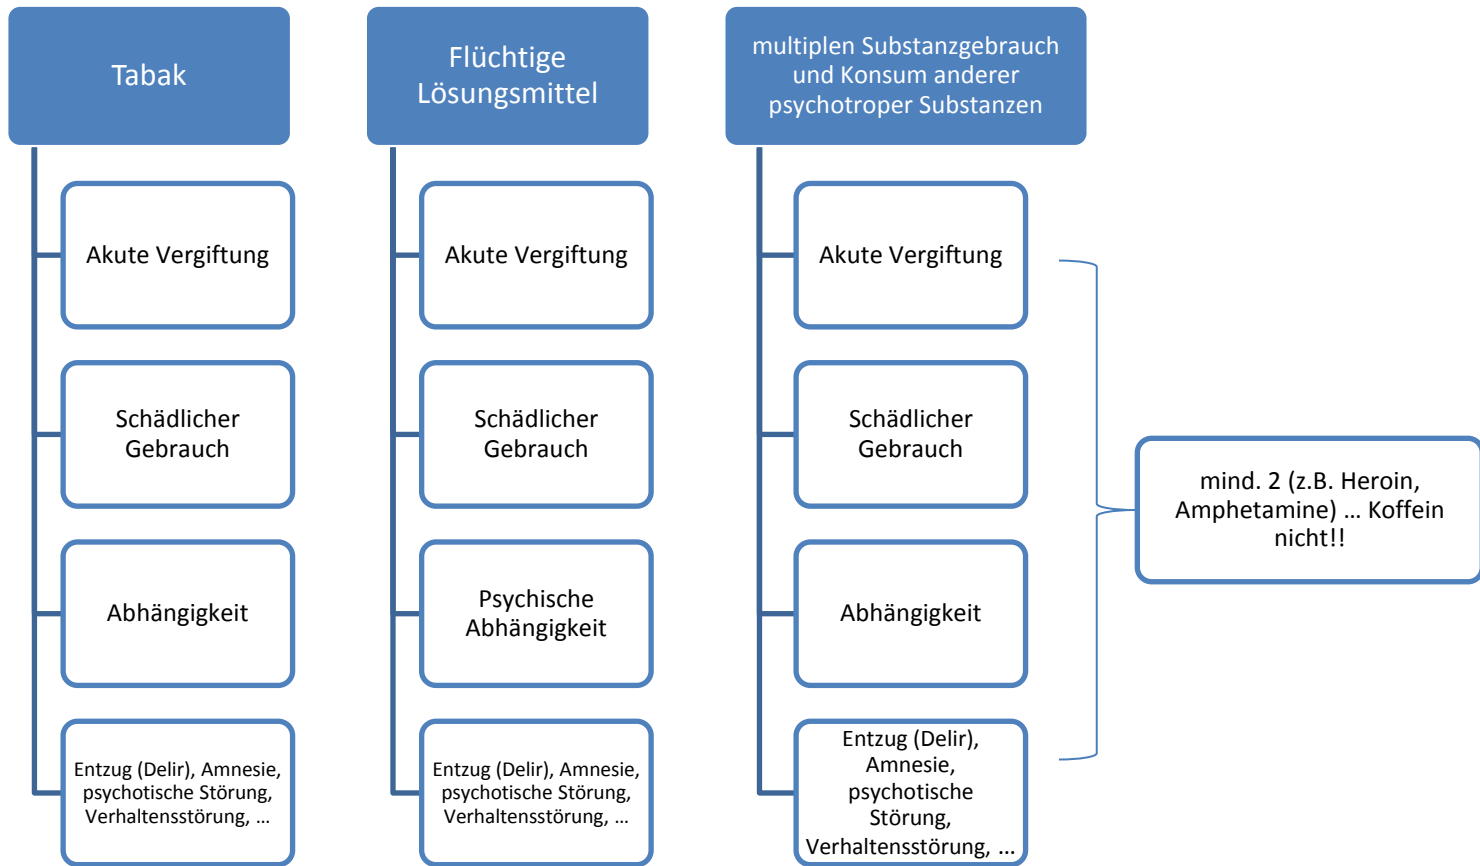 Tabak
Akute Vergiftung
Schädlicher
Gebrauch
Abhängigkeit
Entzug (Delir), Amnesie,
psychotische Störung,
Verhaltensstörung, ...
Flüchtige
Lösungsmittel
Akute Vergiftung
Schädlicher
Gebrauch
Psychische
Abhängigkeit
Entzug (Delir), Amnesie,
psychotische Störung,
Verhaltensstörung, ...
multiplen Substanzgebrauch
und Konsum anderer
psychotroper Substanzen
Akute Vergiftung
Schädlicher
Gebrauch
Abhängigkeit
Entzug (Delir),
Amnesie,
psychotische
Störung,
Verhaltensstörung, ...
mind. 2 (z.B. Heroin,
Amphetamine) ... Koffein
nicht!!